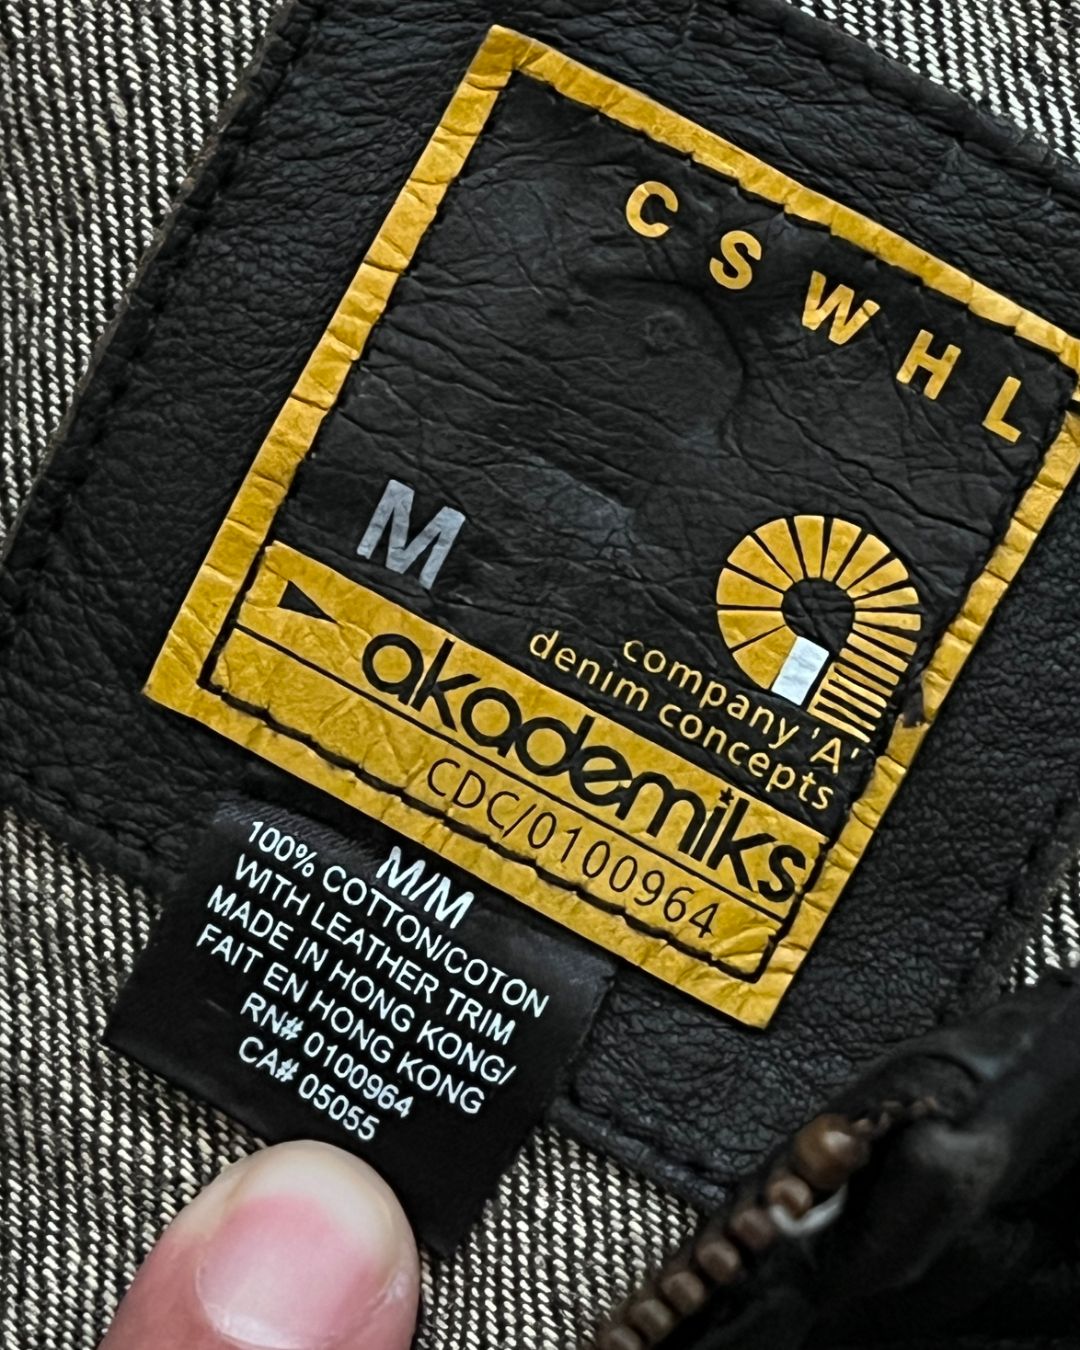 C S W H L
M
company 'A'
denim concepts
akademiks
CDC/0100964
M/M
100% COTTON/COTON
WITH LEATHER TRIM
MADE IN HONG KONG/
FAIT EN HONG KONG
RN# 0100964
CA# 05055